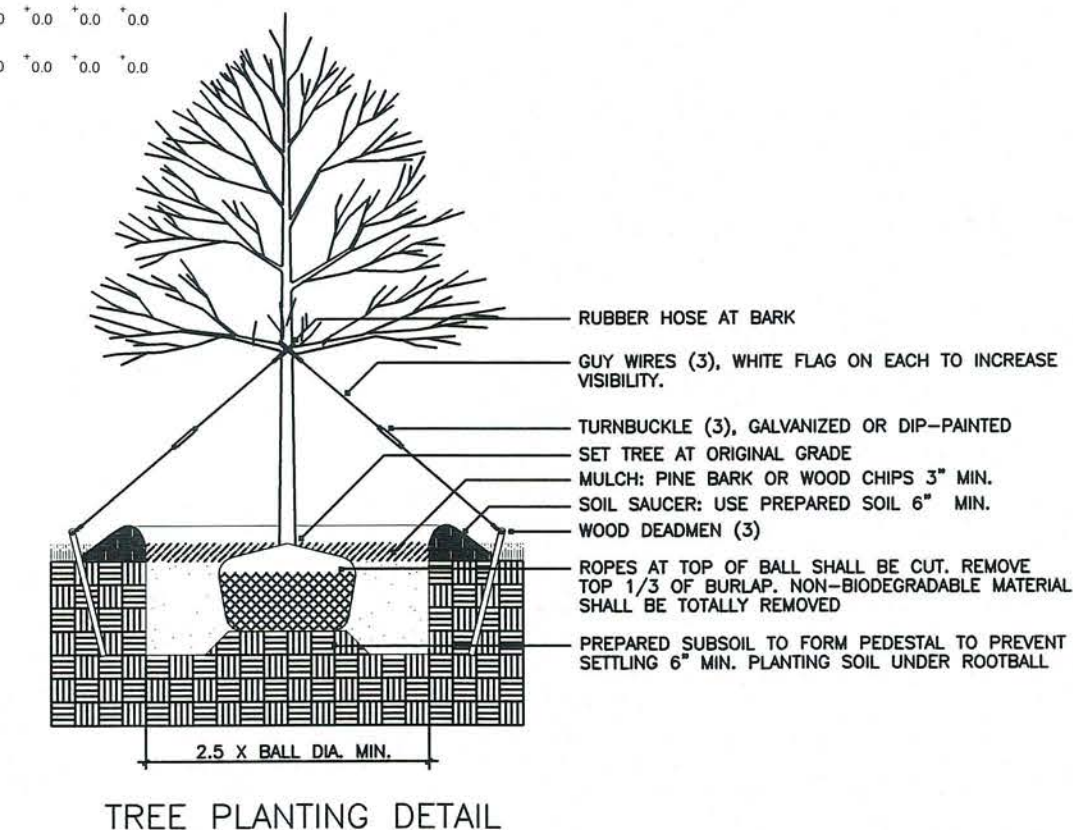 0 +0.0 +0.0 +0.0
0 +0.0 +0.0 +0.0
RUBBER HOSE AT BARK
GUY WIRES (3), WHITE FLAG ON EACH TO INCREASE
VISIBILITY.
TURNBUCKLE (3), GALVANIZED OR DIP-PAINTED
SET TREE AT ORIGINAL GRADE
MULCH: PINE BARK OR WOOD CHIPS 3" MIN.
SOIL SAUCER: USE PREPARED SOIL 6" MIN.
WOOD DEADMEN (3)
ROPES AT TOP OF BALL SHALL BE CUT. REMOVE
TOP 1/3 OF BURLAP. NON-BIODEGRADABLE MATERIAL
SHALL BE TOTALLY REMOVED
PREPARED SUBSOIL TO FORM PEDESTAL TO PREVENT
SETTLING 6" MIN. PLANTING SOIL UNDER ROOTBALL
2.5 X BALL DIA. MIN.
TREE PLANTING DETAIL